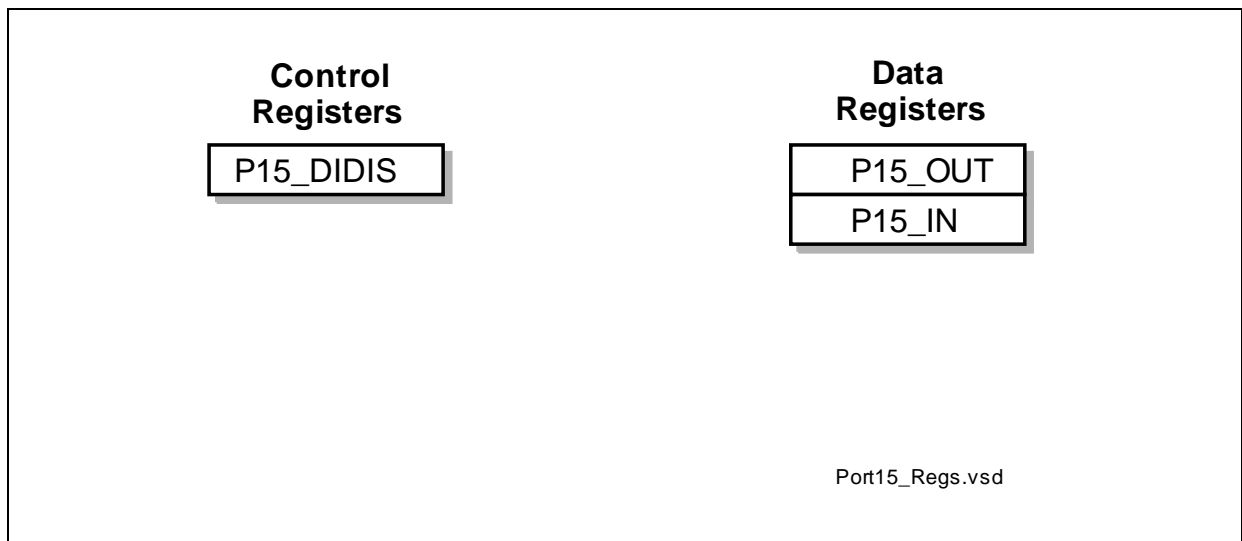 Control
Registers
P15_DIDIS
Data
Registers
P15_OUT
P15_IN
Port15_Regs.vsd